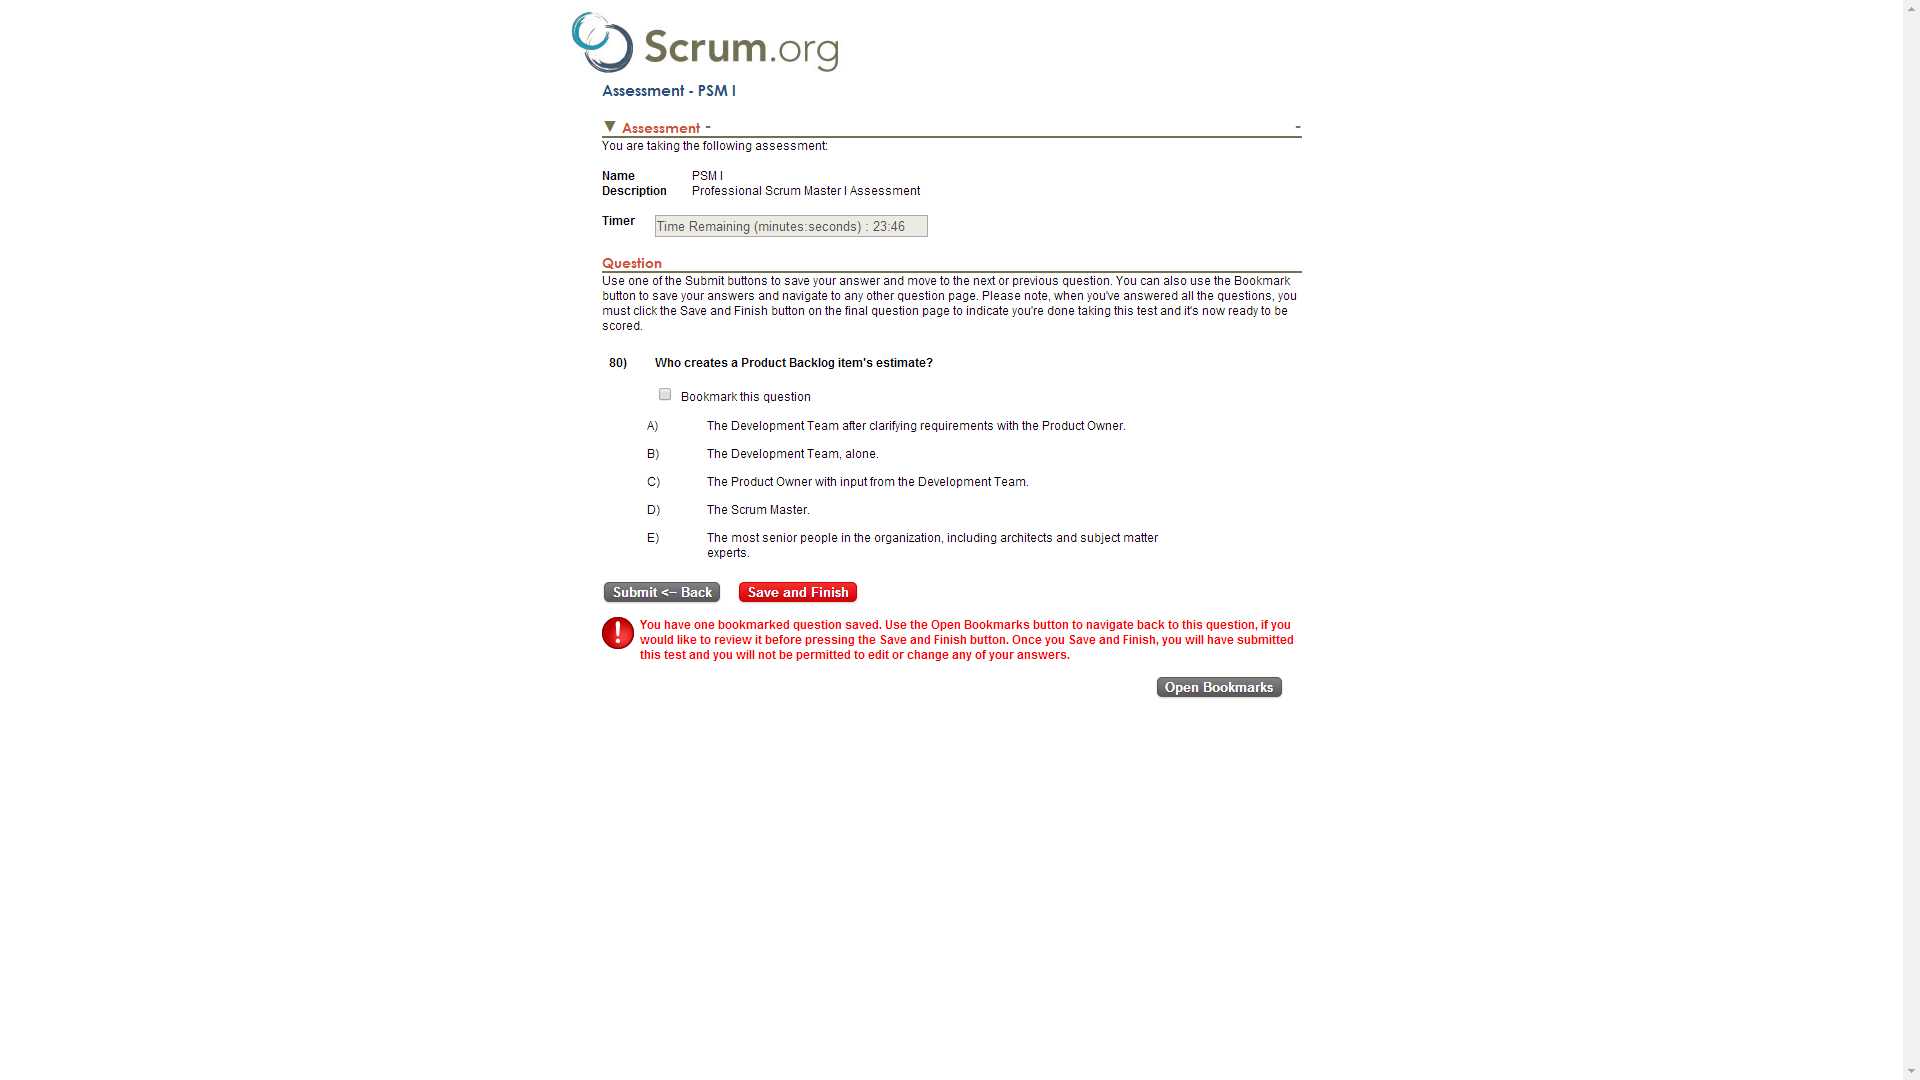 Scrum.org
Assessment - PSM I
▼ Assessment - -
You are taking the following assessment:
Name PSM I
Description Professional Scrum Master I Assessment
Timer Time Remaining (minutes:seconds) : 23:46
Question
Use one of the Submit buttons to save your answer and move to the next or previous question. You can also use the Bookmark
button to save your answers and navigate to any other question page. Please note, when you've answered all the questions, you
must click the Save and Finish button on the final question page to indicate you're done taking this test and it's now ready to be
scored.
80) Who creates a Product Backlog item's estimate?
Bookmark this question
A) The Development Team after clarifying requirements with the Product Owner.
B) The Development Team, alone.
C) The Product Owner with input from the Development Team.
D) The Scrum Master.
E) The most senior people in the organization, including architects and subject matter
experts.
Submit <-- Back Save and Finish
You have one bookmarked question saved. Use the Open Bookmarks button to navigate back to this question, if you
would like to review it before pressing the Save and Finish button. Once you Save and Finish, you will have submitted
this test and you will not be permitted to edit or change any of your answers.
Open Bookmarks